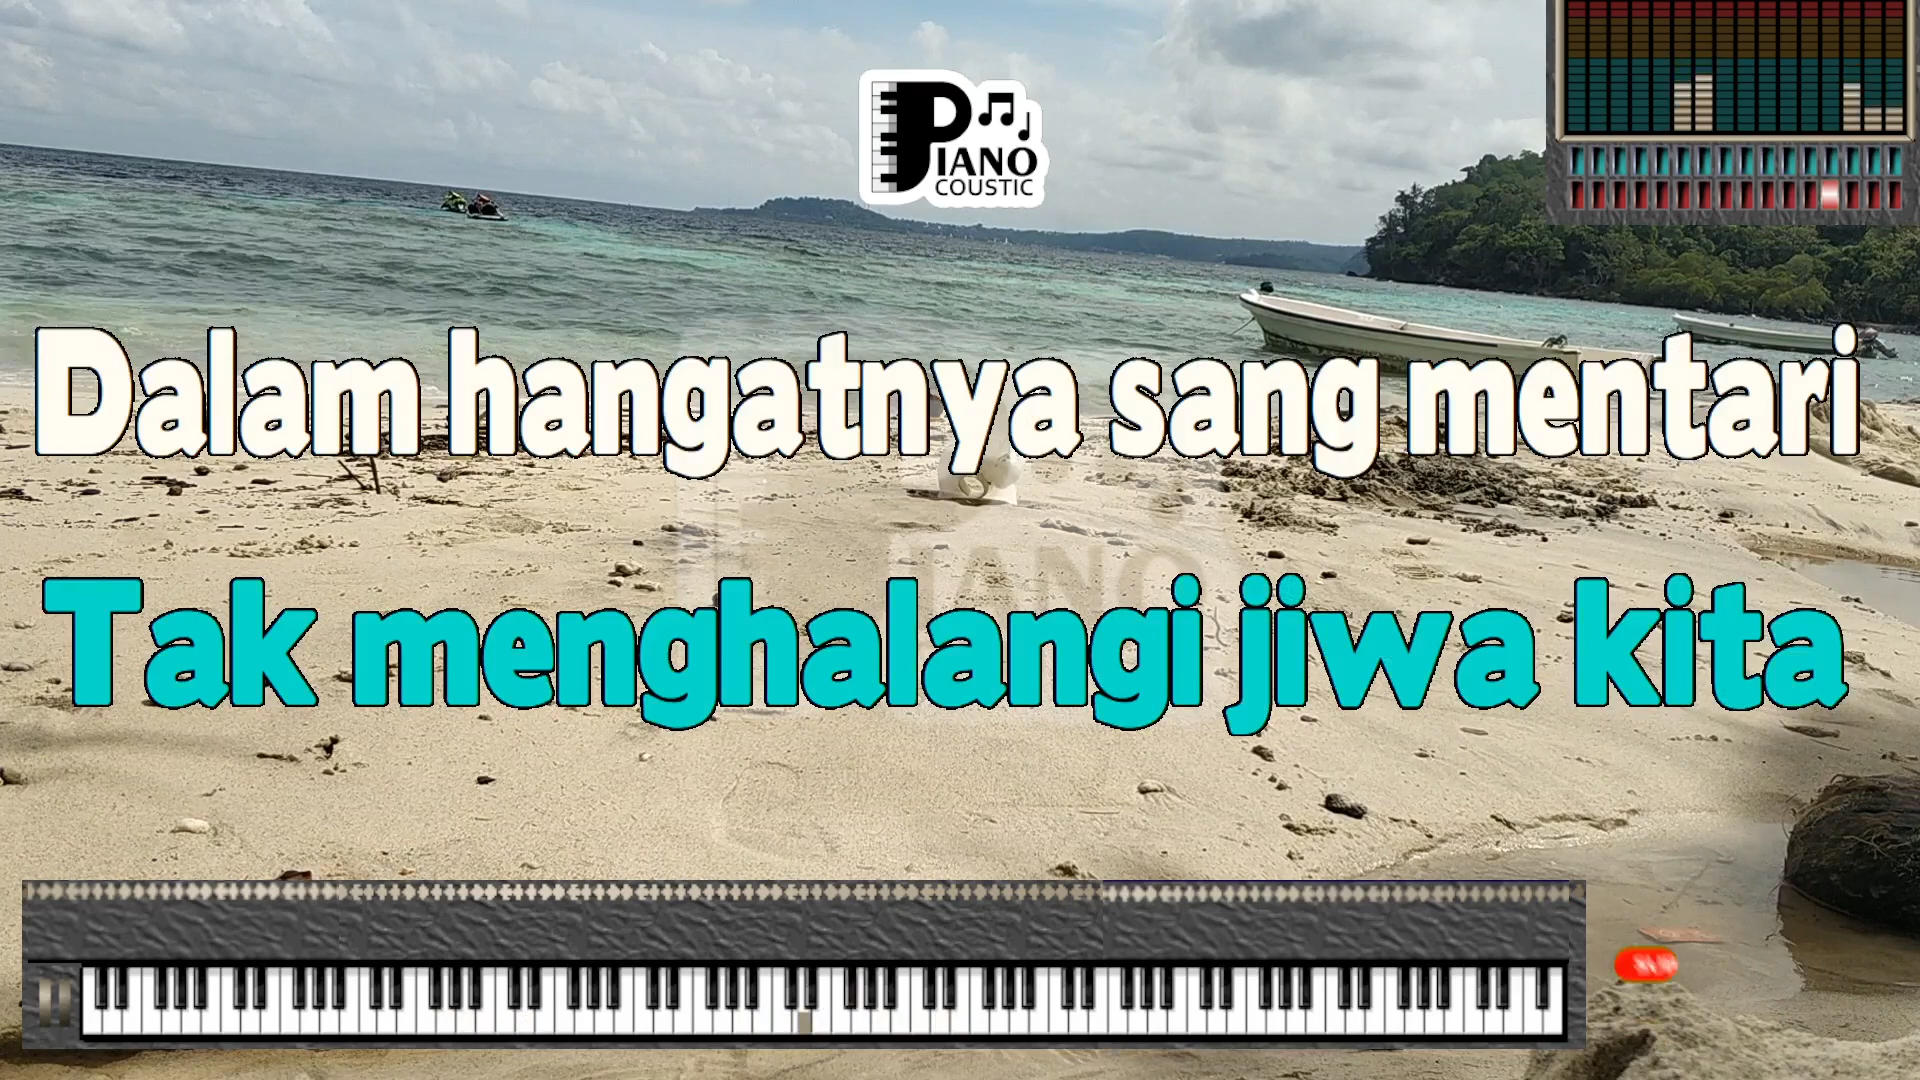 PIANO
COUSTIC
Dalam hangatnya sang mentari
Tak menghalangi jiwa kita